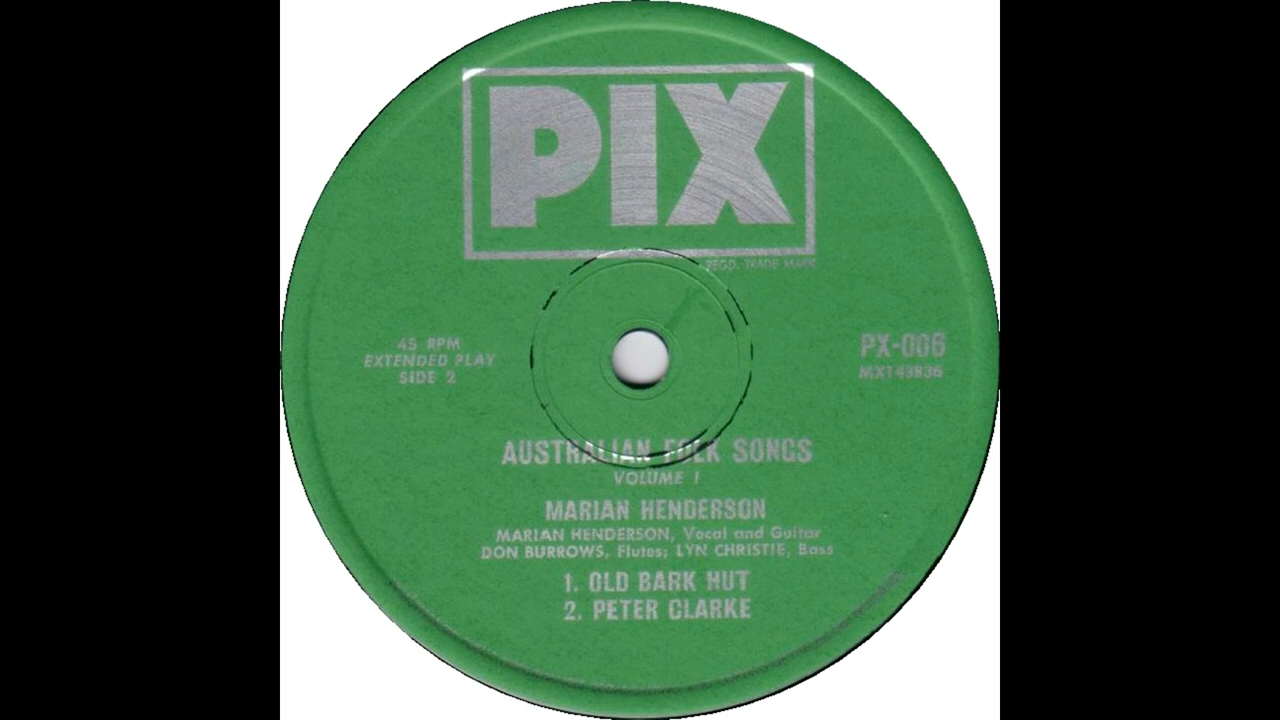 PIX
REGD. TRADE MARK
45 RPM
EXTENDED PLAY
SIDE 2
PX-006
MXT43836
AUSTRALIAN FOLK SONGS
VOLUME 1
MARIAN HENDERSON
MARIAN HENDERSON, Vocal and Guitar
DON BURROWS, Flutes; LYN CHRISTIE, Bass
1. OLD BARK HUT
2. PETER CLARKE